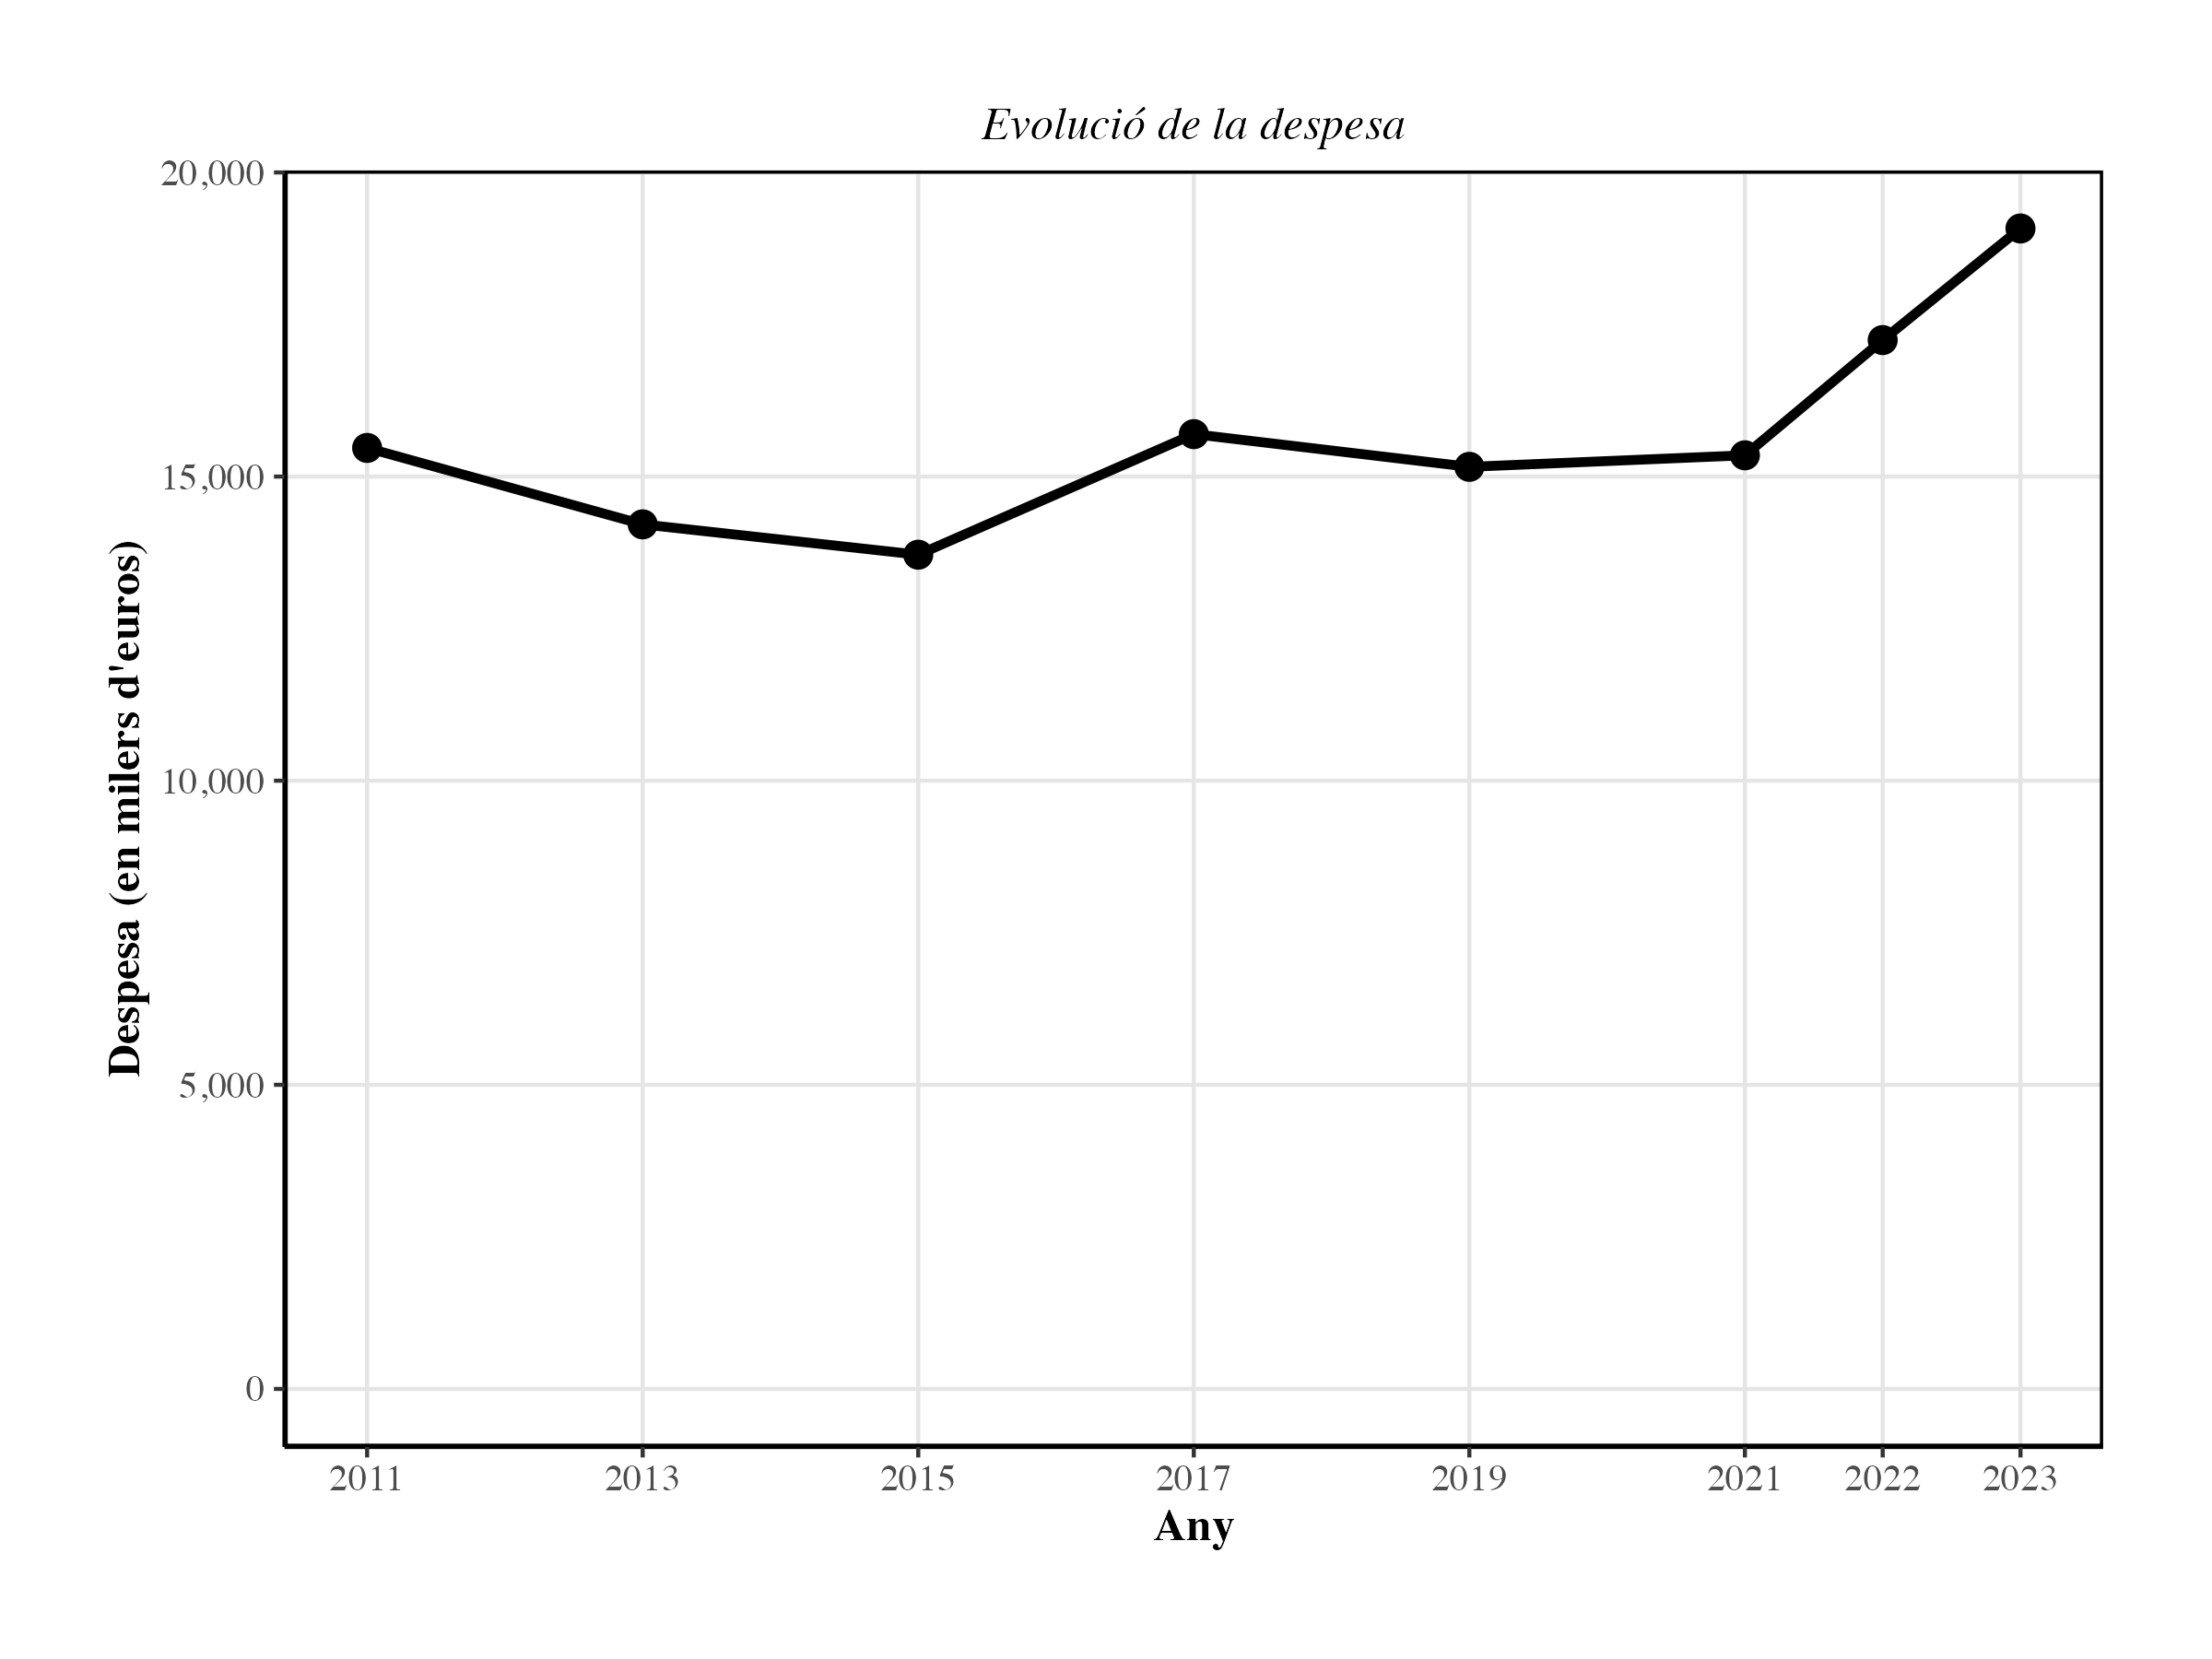 Evolució de la despesa
Despesa (en milers d'euros)
20,000
15,000
10,000
5,000
0
2011 2013 2015 2017 2019 2021 2022 2023
Any